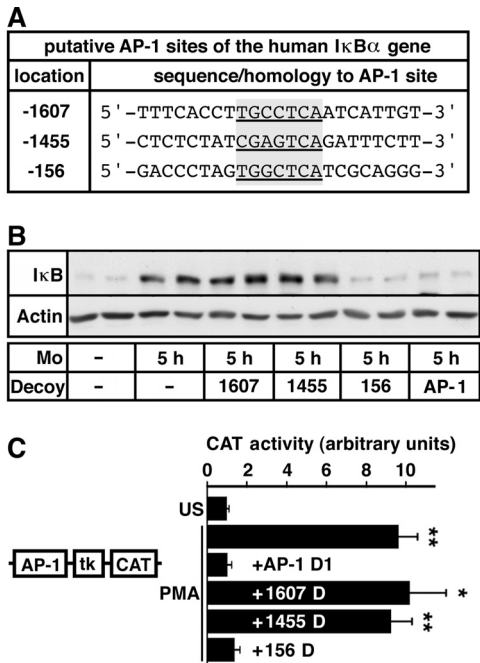 A
putative AP-1 sites of the human IκBα gene
location sequence/homology to AP-1 site
-1607 5'-TTTCACCTTGCCTCAATCATTGT-3'
-1455 5'-CTCTCTATCGAGTCAGATTTCTT-3'
-156 5'-GACCCTAGTGGCTCATCGCAGGG-3'
B
IκB
Actin
Mo – 5 h 5 h 5 h 5 h 5 h
Decoy – – 1607 1455 156 AP-1
C
CAT activity (arbitrary units)
0 2 4 6 8 10
US
**
AP-1 tk CAT
+AP-1 D1
PMA
+1607 D *
+1455 D **
+156 D